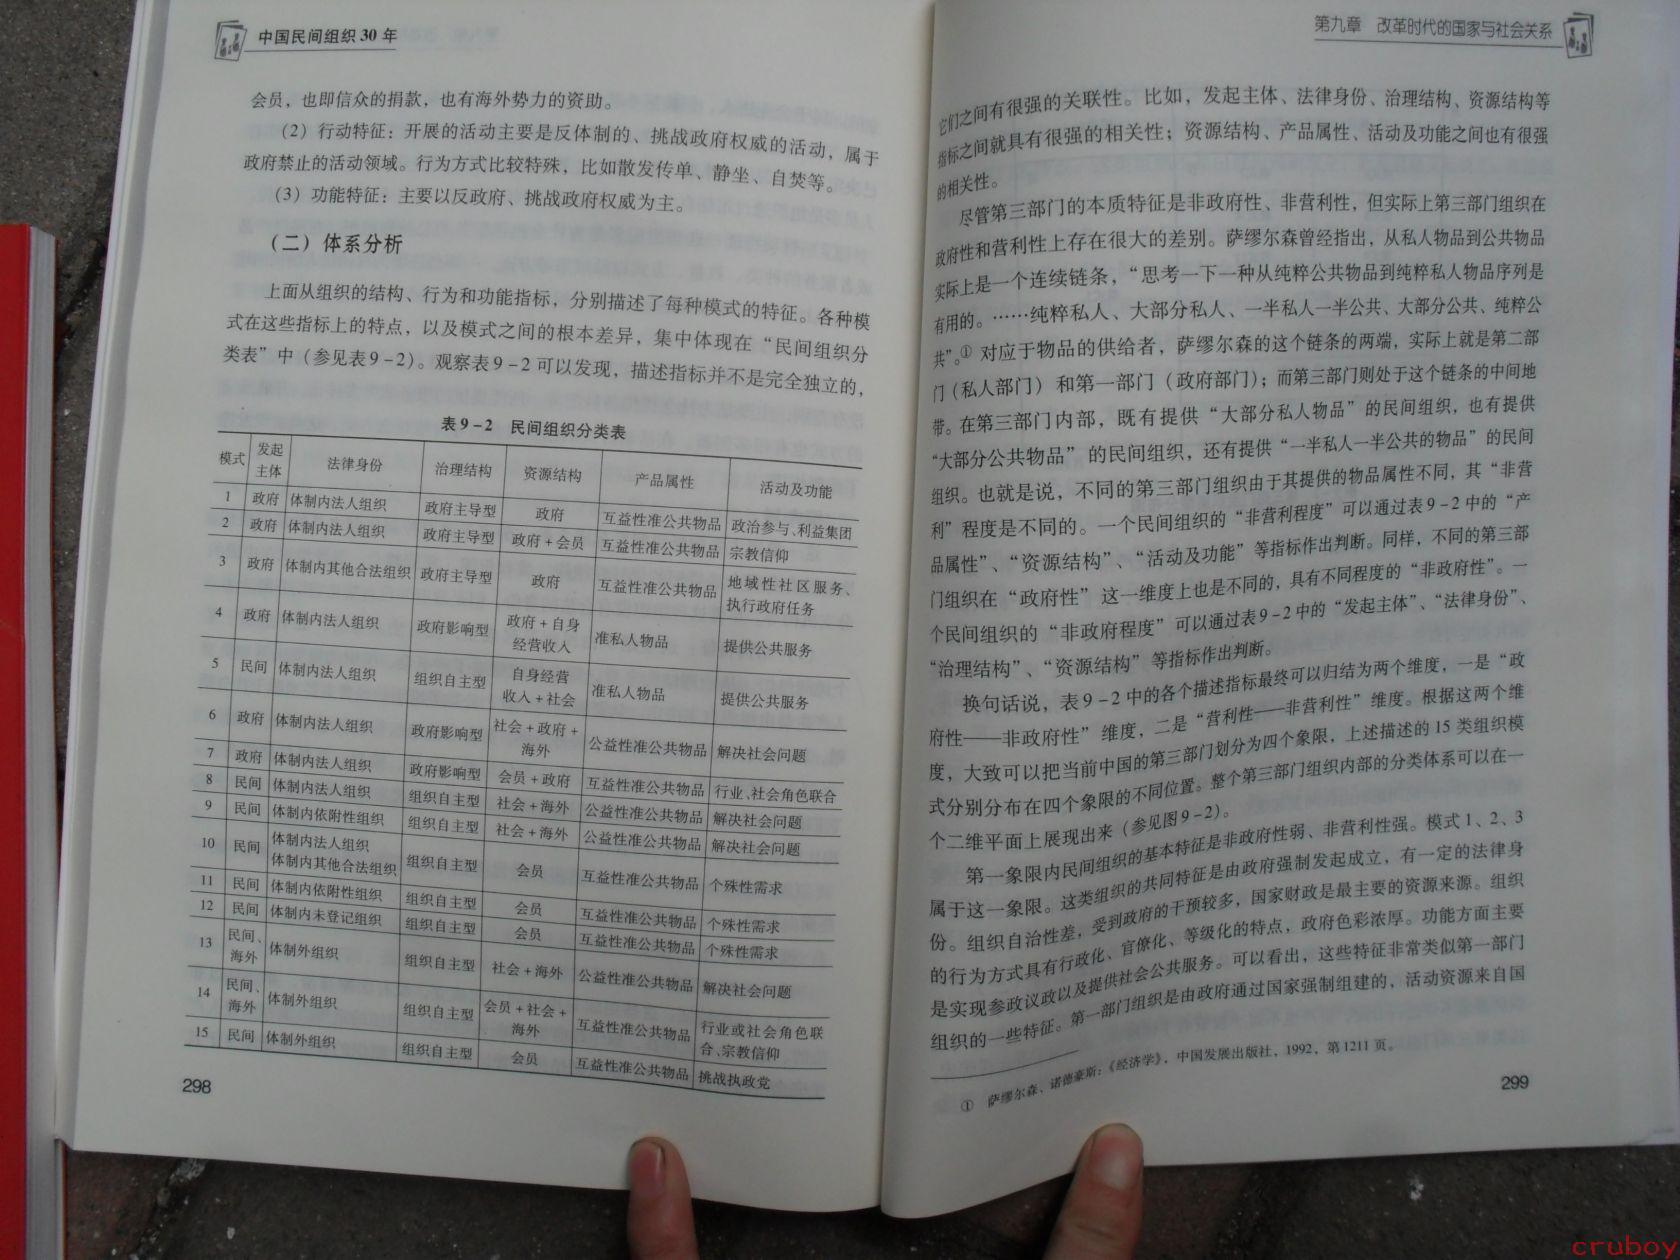 中国民间组织30年
会员，也即信众的捐款，也有海外势力的资助。
（2）行动特征：开展的活动主要是反体制的、挑战政府权威的活动，属于
政府禁止的活动领域。行为方式比较特殊，比如散发传单、静坐、自焚等。
（3）功能特征：主要以反政府、挑战政府权威为主。
（二）体系分析
上面从组织的结构、行为和功能指标，分别描述了每种模式的特征。各种模
式在这些指标上的特点，以及模式之间的根本差异，集中体现在“民间组织分
类表”中（参见表9-2）。观察表9-2可以发现，描述指标并不是完全独立的，
表9-2 民间组织分类表
模式 发起主体 法律身份 治理结构 资源结构 产品属性 活动及功能
1 政府 体制内法人组织 政府主导型 政府 互益性准公共物品 政治参与、利益集团
2 政府 体制内法人组织 政府主导型 政府+会员 互益性准公共物品 宗教信仰
3 政府 体制内其他合法组织 政府主导型 政府 互益性准公共物品 地域性社区服务、执行政府任务
4 政府 体制内法人组织 政府影响型 政府+自身经营收入 准私人物品 提供公共服务
5 民间 体制内法人组织 组织自主型 自身经营收入+社会 准私人物品 提供公共服务
6 政府 体制内法人组织 政府影响型 社会+政府+海外 公益性准公共物品 解决社会问题
7 政府 体制内法人组织 政府影响型 会员+政府 互益性准公共物品 行业、社会角色联合
8 民间 体制内法人组织 组织自主型 社会+海外 公益性准公共物品 解决社会问题
9 民间 体制内依附性组织 组织自主型 社会+海外 公益性准公共物品 解决社会问题
10 民间 体制内法人组织 体制内其他合法组织 组织自主型 会员 互益性准公共物品 个殊性需求
11 民间 体制内依附性组织 组织自主型 会员 互益性准公共物品 个殊性需求
12 民间 体制内未登记组织 组织自主型 会员 互益性准公共物品 个殊性需求
13 民间、海外 体制外组织 组织自主型 社会+海外 公益性准公共物品 解决社会问题
14 民间、海外 体制外组织 组织自主型 会员+社会+海外 互益性准公共物品 行业或社会角色联合、宗教信仰
15 民间 体制外组织 组织自主型 会员 互益性准公共物品 挑战执政党
298
第九章 改革时代的国家与社会关系
它们之间有很强的关联性。比如，发起主体、法律身份、治理结构、资源结构等
指标之间就具有很强的相关性；资源结构、产品属性、活动及功能之间也有很强
的相关性。
尽管第三部门的本质特征是非政府性、非营利性，但实际上第三部门组织在
政府性和营利性上存在很大的差别。萨缪尔森曾经指出，从私人物品到公共物品
实际上是一个连续链条，“思考一下一种从纯粹公共物品到纯粹私人物品序列是
有用的。……纯粹私人、大部分私人、一半私人一半公共、大部分公共、纯粹公
共”。① 对应于物品的供给者，萨缪尔森的这个链条的两端，实际上就是第二部
门（私人部门）和第一部门（政府部门）；而第三部门则处于这个链条的中间地
带。在第三部门内部，既有提供“大部分私人物品”的民间组织，也有提供
“大部分公共物品”的民间组织，还有提供“一半私人一半公共的物品”的民间
组织。也就是说，不同的第三部门组织由于其提供的物品属性不同，其“非营
利”程度是不同的。一个民间组织的“非营利程度”可以通过表9-2中的“产
品属性”、“资源结构”、“活动及功能”等指标作出判断。同样，不同的第三部
门组织在“政府性”这一维度上也是不同的，具有不同程度的“非政府性”。一
个民间组织的“非政府程度”可以通过表9-2中的“发起主体”、“法律身份”、
“治理结构”、“资源结构”等指标作出判断。
换句话说，表9-2中的各个描述指标最终可以归结为两个维度，一是“政
府性——非政府性”维度，二是“营利性——非营利性”维度。根据这两个维
度，大致可以把当前中国的第三部门划分为四个象限，上述描述的15类组织模
式分别分布在四个象限的不同位置。整个第三部门组织内部的分类体系可以在一
个二维平面上展现出来（参见图9-2）。
第一象限内民间组织的基本特征是非政府性弱、非营利性强。模式1、2、3
属于这一象限。这类组织的共同特征是由政府强制发起成立，有一定的法律身
份。组织自治性差，受到政府的干预较多，国家财政是最主要的资源来源。组织
的行为方式具有行政化、官僚化、等级化的特点，政府色彩浓厚。功能方面主要
是实现参政议政以及提供社会公共服务。可以看出，这些特征非常类似第一部门
组织的一些特征。第一部门组织是由政府通过国家强制组建的，活动资源来自国
① 萨缪尔森、诺德豪斯：《经济学》，中国发展出版社，1992，第1211页。
299
cruboy